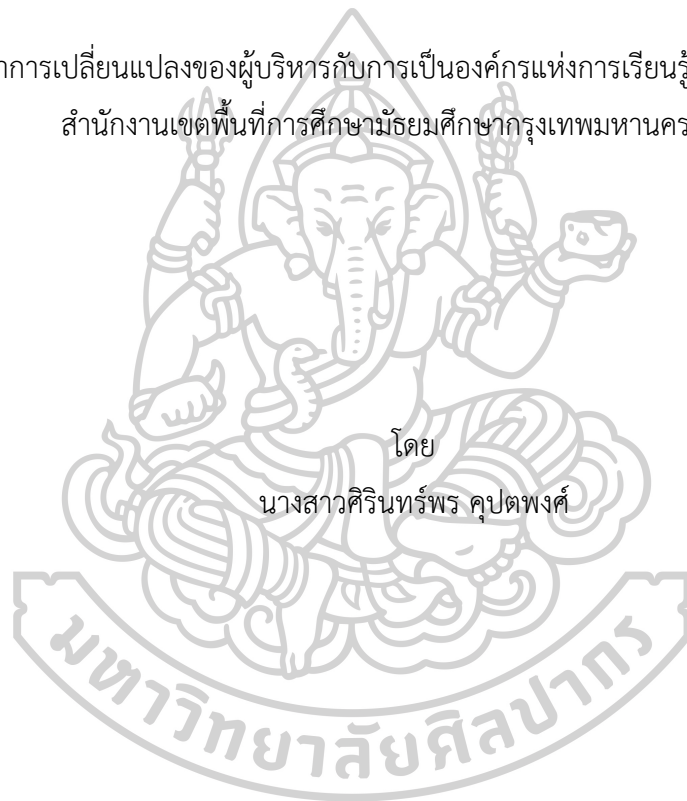 การเปลี่ยนแปลงของผู้บริหารกับการเป็นองค์กรแห่งการเรียนรู้
สำนักงานเขตพื้นที่การศึกษามัธยมศึกษากรุงเทพมหานคร
โดย
นางสาวศิรินทร์พร คุปตพงศ์
มหาวิทยาลัยศิลปากร